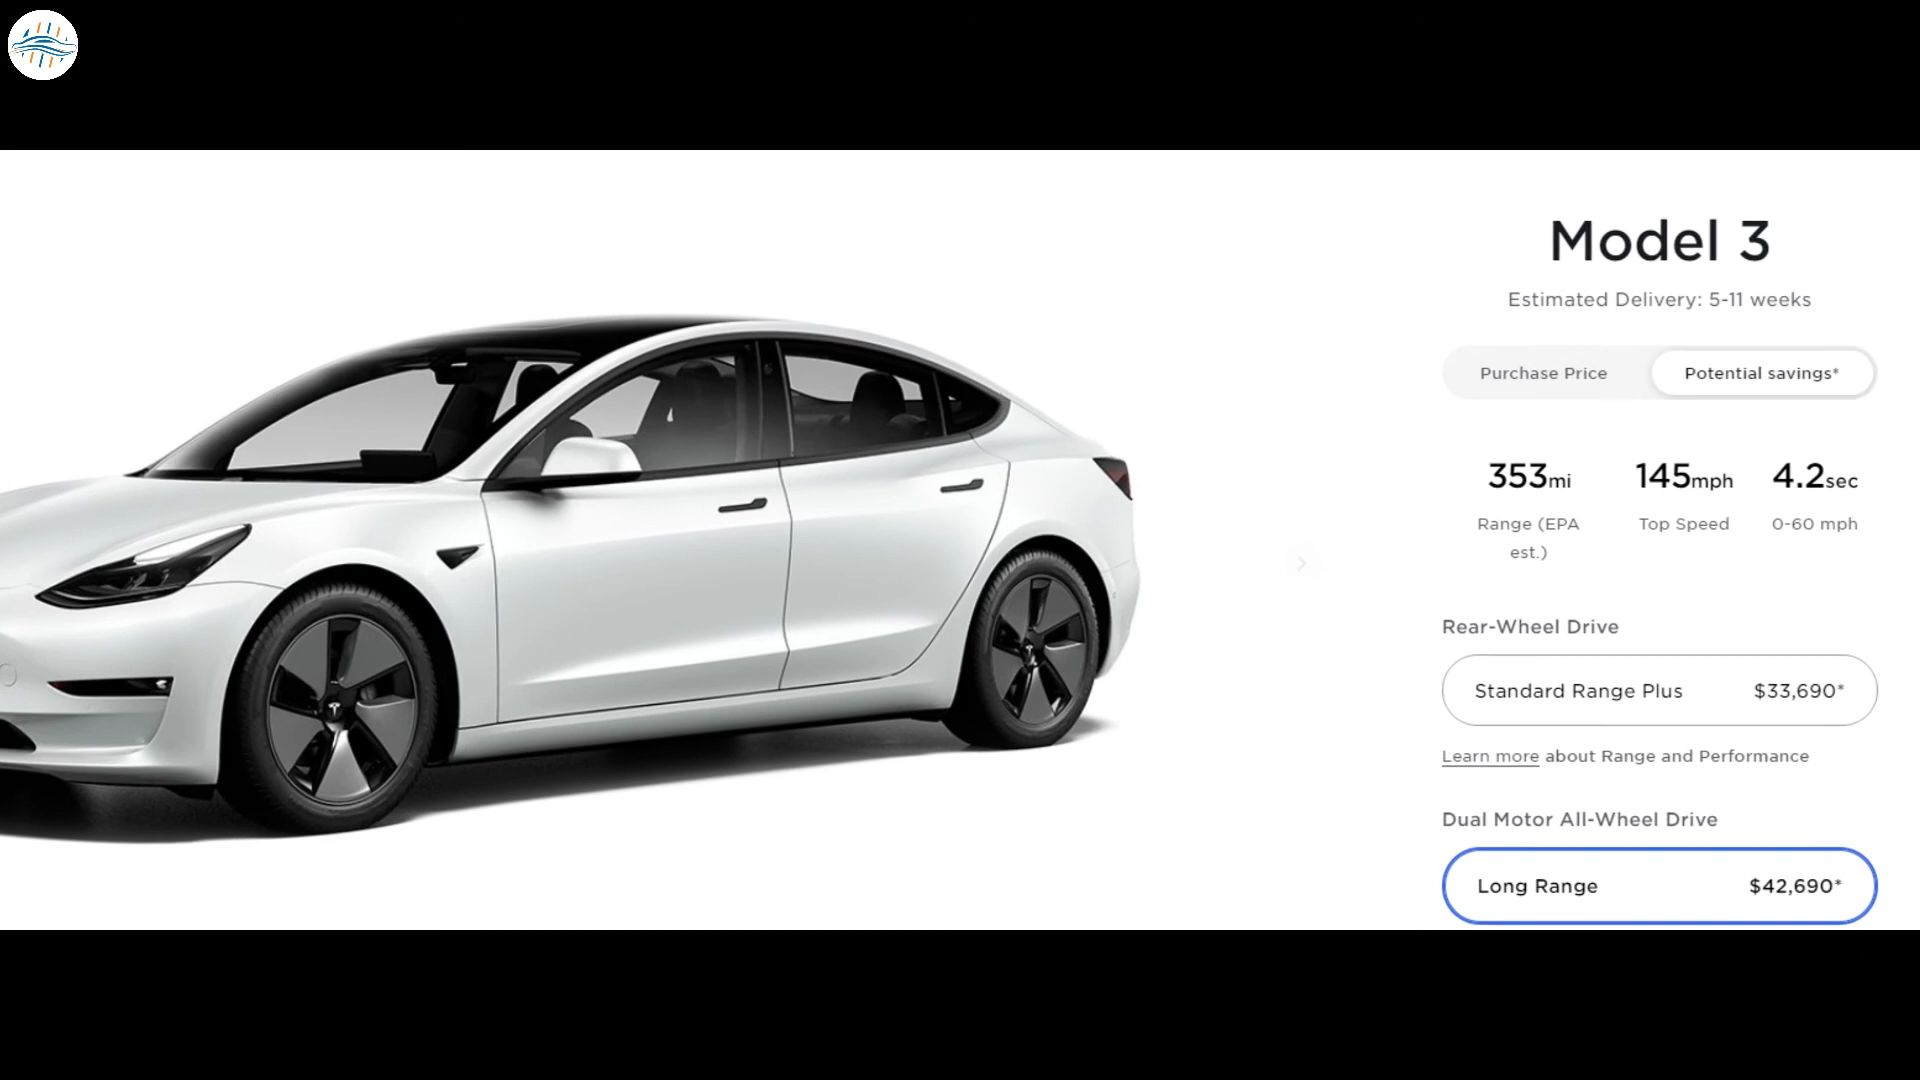 Model 3
Estimated Delivery: 5-11 weeks
Purchase Price
Potential savings*
353mi
145mph
4.2sec
Range (EPA est.)
Top Speed
0-60 mph
Rear-Wheel Drive
Standard Range Plus $33,690*
Learn more about Range and Performance
Dual Motor All-Wheel Drive
Long Range $42,690*